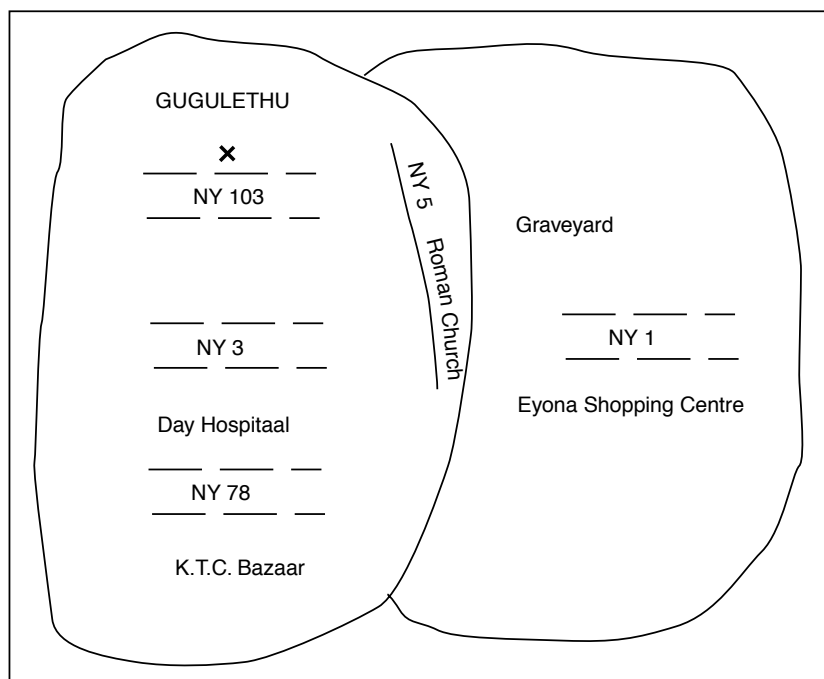 GUGULETHU
NY 103
NY 5 Roman Church
NY 3
Day Hospitaal
NY 78
K.T.C. Bazaar
Graveyard
NY 1
Eyona Shopping Centre